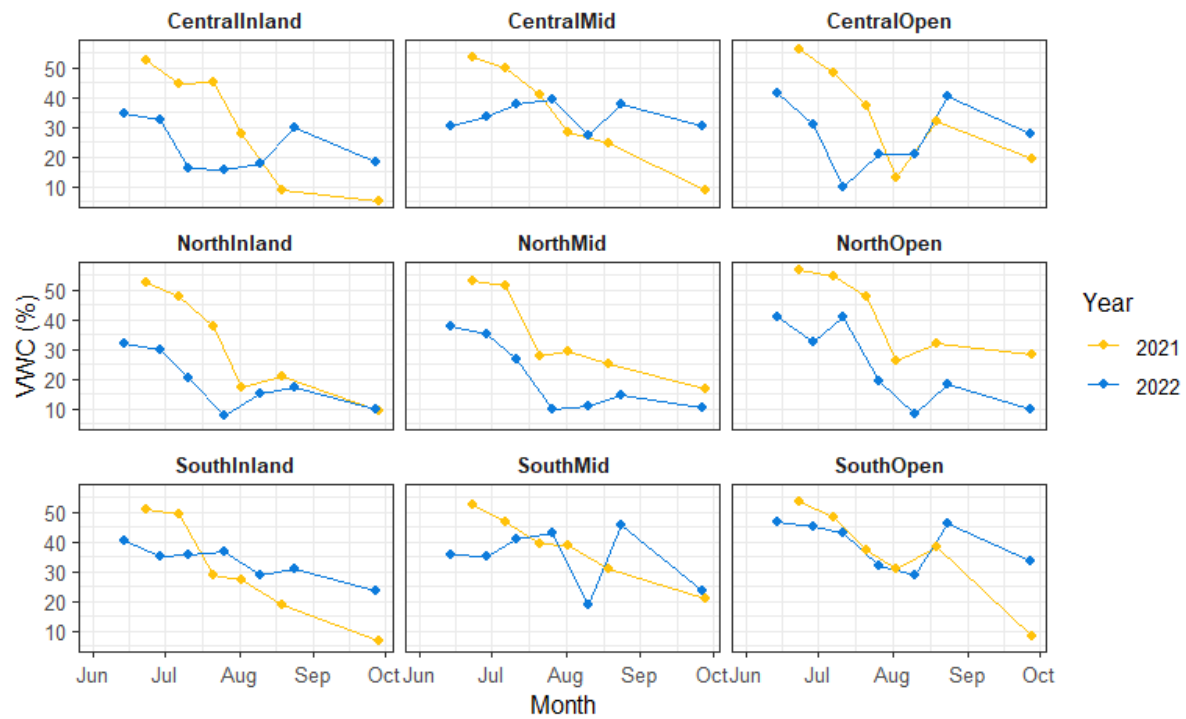 CentralInland CentralMid CentralOpen
50
40
30
20
10
NorthInland NorthMid NorthOpen
50
40
30
20
10
SouthInland SouthMid SouthOpen
50
40
30
20
10
Jun Jul Aug Sep Oct Jun Jul Aug Sep Oct Jun Jul Aug Sep Oct
Month
VWC (%)
Year
2021
2022